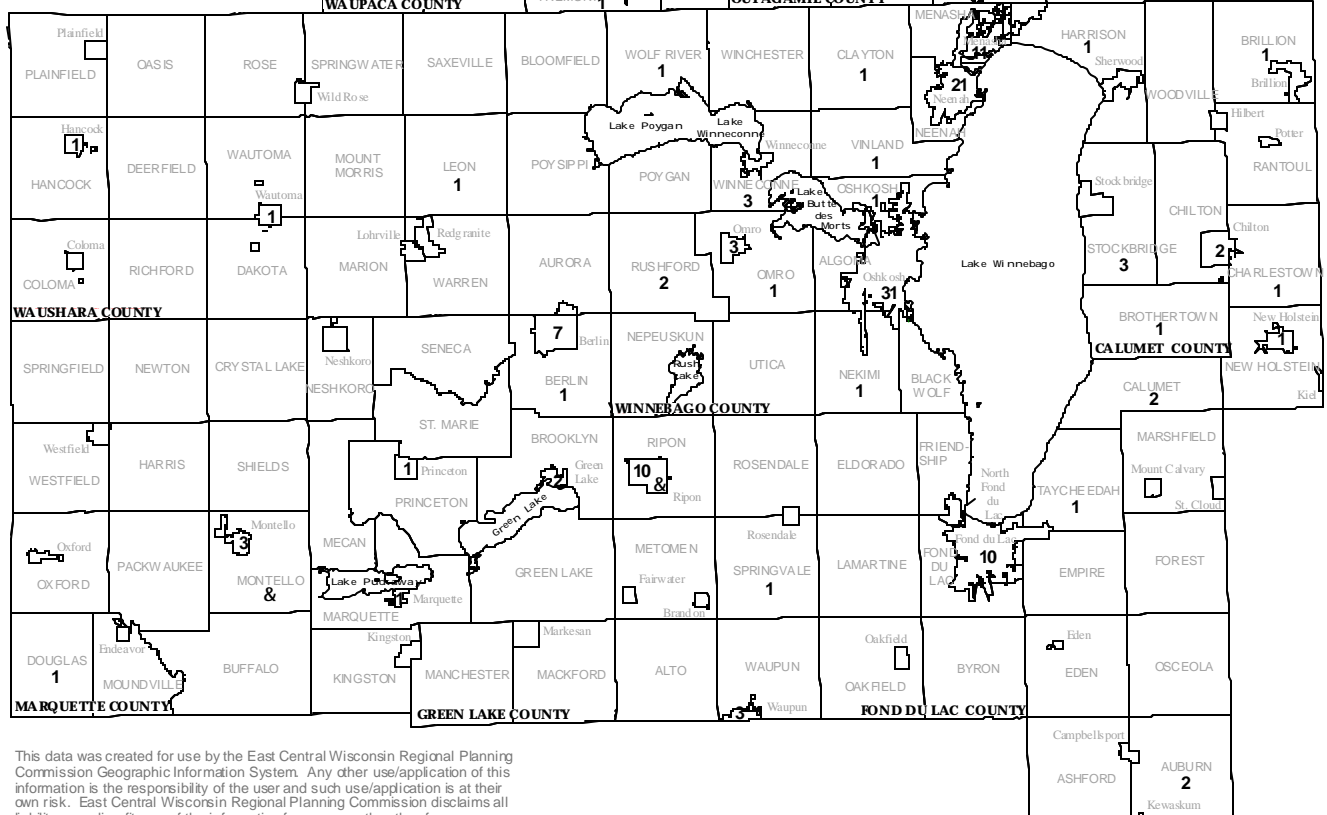 WAUPACA COUNTY
OUTAGAMIE COUNTY
MENASHA
Plainfield
PLAINFIELD
OASIS
ROSE
SPRINGWATER
SAXEVILLE
BLOOMFIELD
WOLF RIVER
1
WINCHESTER
CLAYTON
1
Menasha
11
HARRISON
1
Sherwood
BRILLION
1
Brillion
Wild Rose
21
Neenah
WOODVILLE
Hilbert
Lake Poygan
Lake
Winneconne
NEENAH
Hancock
1
HANCOCK
DEERFIELD
WAUTOMA
Wautoma
1
MOUNT
MORRIS
LEON
1
POYSIPPI
POYGAN
Winneconne
WINNECONNE
3
VINLAND
1
Potter
RANTOUL
Lake
Butte
des
Morts
OSHKOSH
1
Stockbridge
CHILTON
Chilton
2
Coloma
COLOMA
RICHFORD
DAKOTA
Lohrville
Redgranite
MARION
WARREN
AURORA
RUSHFORD
2
Omro
3
OMRO
1
ALGOMA
Oshkosh
31
Lake Winnebago
STOCKBRIDGE
3
CHARLESTOWN
1
WAUSHARA COUNTY
SPRINGFIELD
NEWTON
CRYSTAL LAKE
Neshkoro
NESHKORO
SENECA
7
Berlin
BERLIN
1
NEPEUSKUN
Rush
Lake
UTICA
NEKIMI
1
BLACK
WOLF
BROTHERTOWN
1
New Holstein
1
CALUMET COUNTY
NEW HOLSTEIN
Kiel
CALUMET
2
WINNEBAGO COUNTY
ST. MARIE
Westfield
WESTFIELD
HARRIS
SHIELDS
1
Princeton
PRINCETON
BROOKLYN
Green
Lake
2
Green Lake
RIPON
10
&
Ripon
ROSENDALE
ELDORADO
FRIEND-
SHIP
North
Fond
du
Lac
TAYCHEEDAH
1
MARSHFIELD
Mount Calvary
St. Cloud
Oxford
OXFORD
PACKWAUKEE
Montello
3
MONTELLO
&
MECAN
Lake Puckaway
1
Marquette
MARQUETTE
GREEN LAKE
METOMEN
Fairwater
Brandon
Rosendale
SPRINGVALE
1
LAMARTINE
FOND
DU
LAC
Fond du Lac
10
EMPIRE
FOREST
Endeavor
DOUGLAS
1
MOUNDVILLE
BUFFALO
Kingston
KINGSTON
MANCHESTER
Markesan
MACKFORD
ALTO
WAUPUN
3
Waupun
Oakfield
OAKFIELD
BYRON
Eden
EDEN
OSCEOLA
MARQUETTE COUNTY
GREEN LAKE COUNTY
FOND DU LAC COUNTY
Campbellsport
ASHFORD
AUBURN
2
Kewaskum
This data was created for use by the East Central Wisconsin Regional Planning
Commission Geographic Information System. Any other use/application of this
information is the responsibility of the user and such use/application is at their
own risk. East Central Wisconsin Regional Planning Commission disclaims all